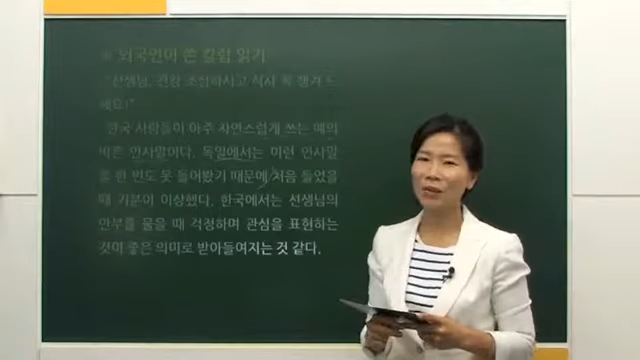 ※ 외국인이 쓴 칼럼 읽기
"선생님, 건강 조심하시고 식사 꼭 챙겨 드
세요!"
한국 사람들이 아주 자연스럽게 쓰는 예의
바른 인사말이다. 독일에서는 이런 인사말
을 한 번도 못 들어봤기 때문에 처음 들었을
때 기분이 이상했다. 한국에서는 선생님의
안부를 물을 때 걱정하며 관심을 표현하는
것이 좋은 의미로 받아들여지는 것 같다.